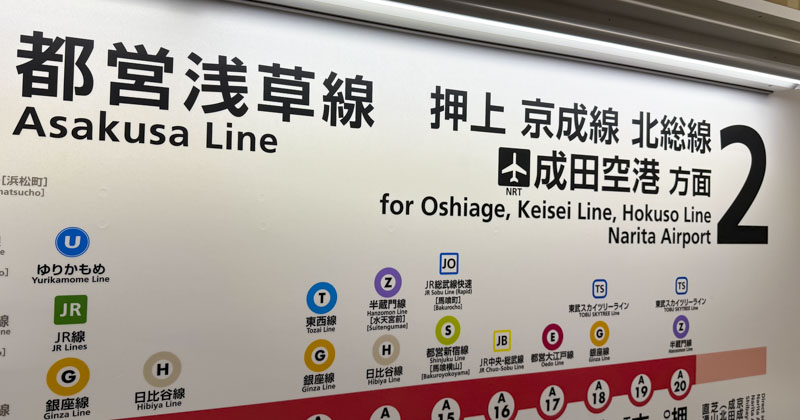 都営浅草線
Asakusa Line
押上 京成線 北総線
NRT
成田空港 方面
for Oshiage, Keisei Line, Hokuso Line
Narita Airport
2
[浜松町]
U
ゆりかもめ
Yurikamome Line
JR
JR線
JR Lines
G
銀座線
Ginza Line
H
日比谷線
Hibiya Line
T
東西線
Tozai Line
G
銀座線
Ginza Line
Z
半蔵門線
Hanzomon Line
[水天宮前]
[Suitengumae]
H
日比谷線
Hibiya Line
JO
JR総武線快速
JR Sobu Line (Rapid)
[馬喰町]
[Bakurocho]
S
都営新宿線
Shinjuku Line
[馬喰横山]
[Bakuroyokoyama]
JB
JR中央・総武線
JR Chuo-Sobu Line
E
都営大江戸線
Oedo Line
TS
東武スカイツリーライン
TOBU SKYTREE Line
G
銀座線
Ginza Line
TS
東武スカイツリーライン
TOBU SKYTREE Line
Z
半蔵門線
Hanzomon Line
A
15
A
16
A
17
A
18
A
19
A
20
押